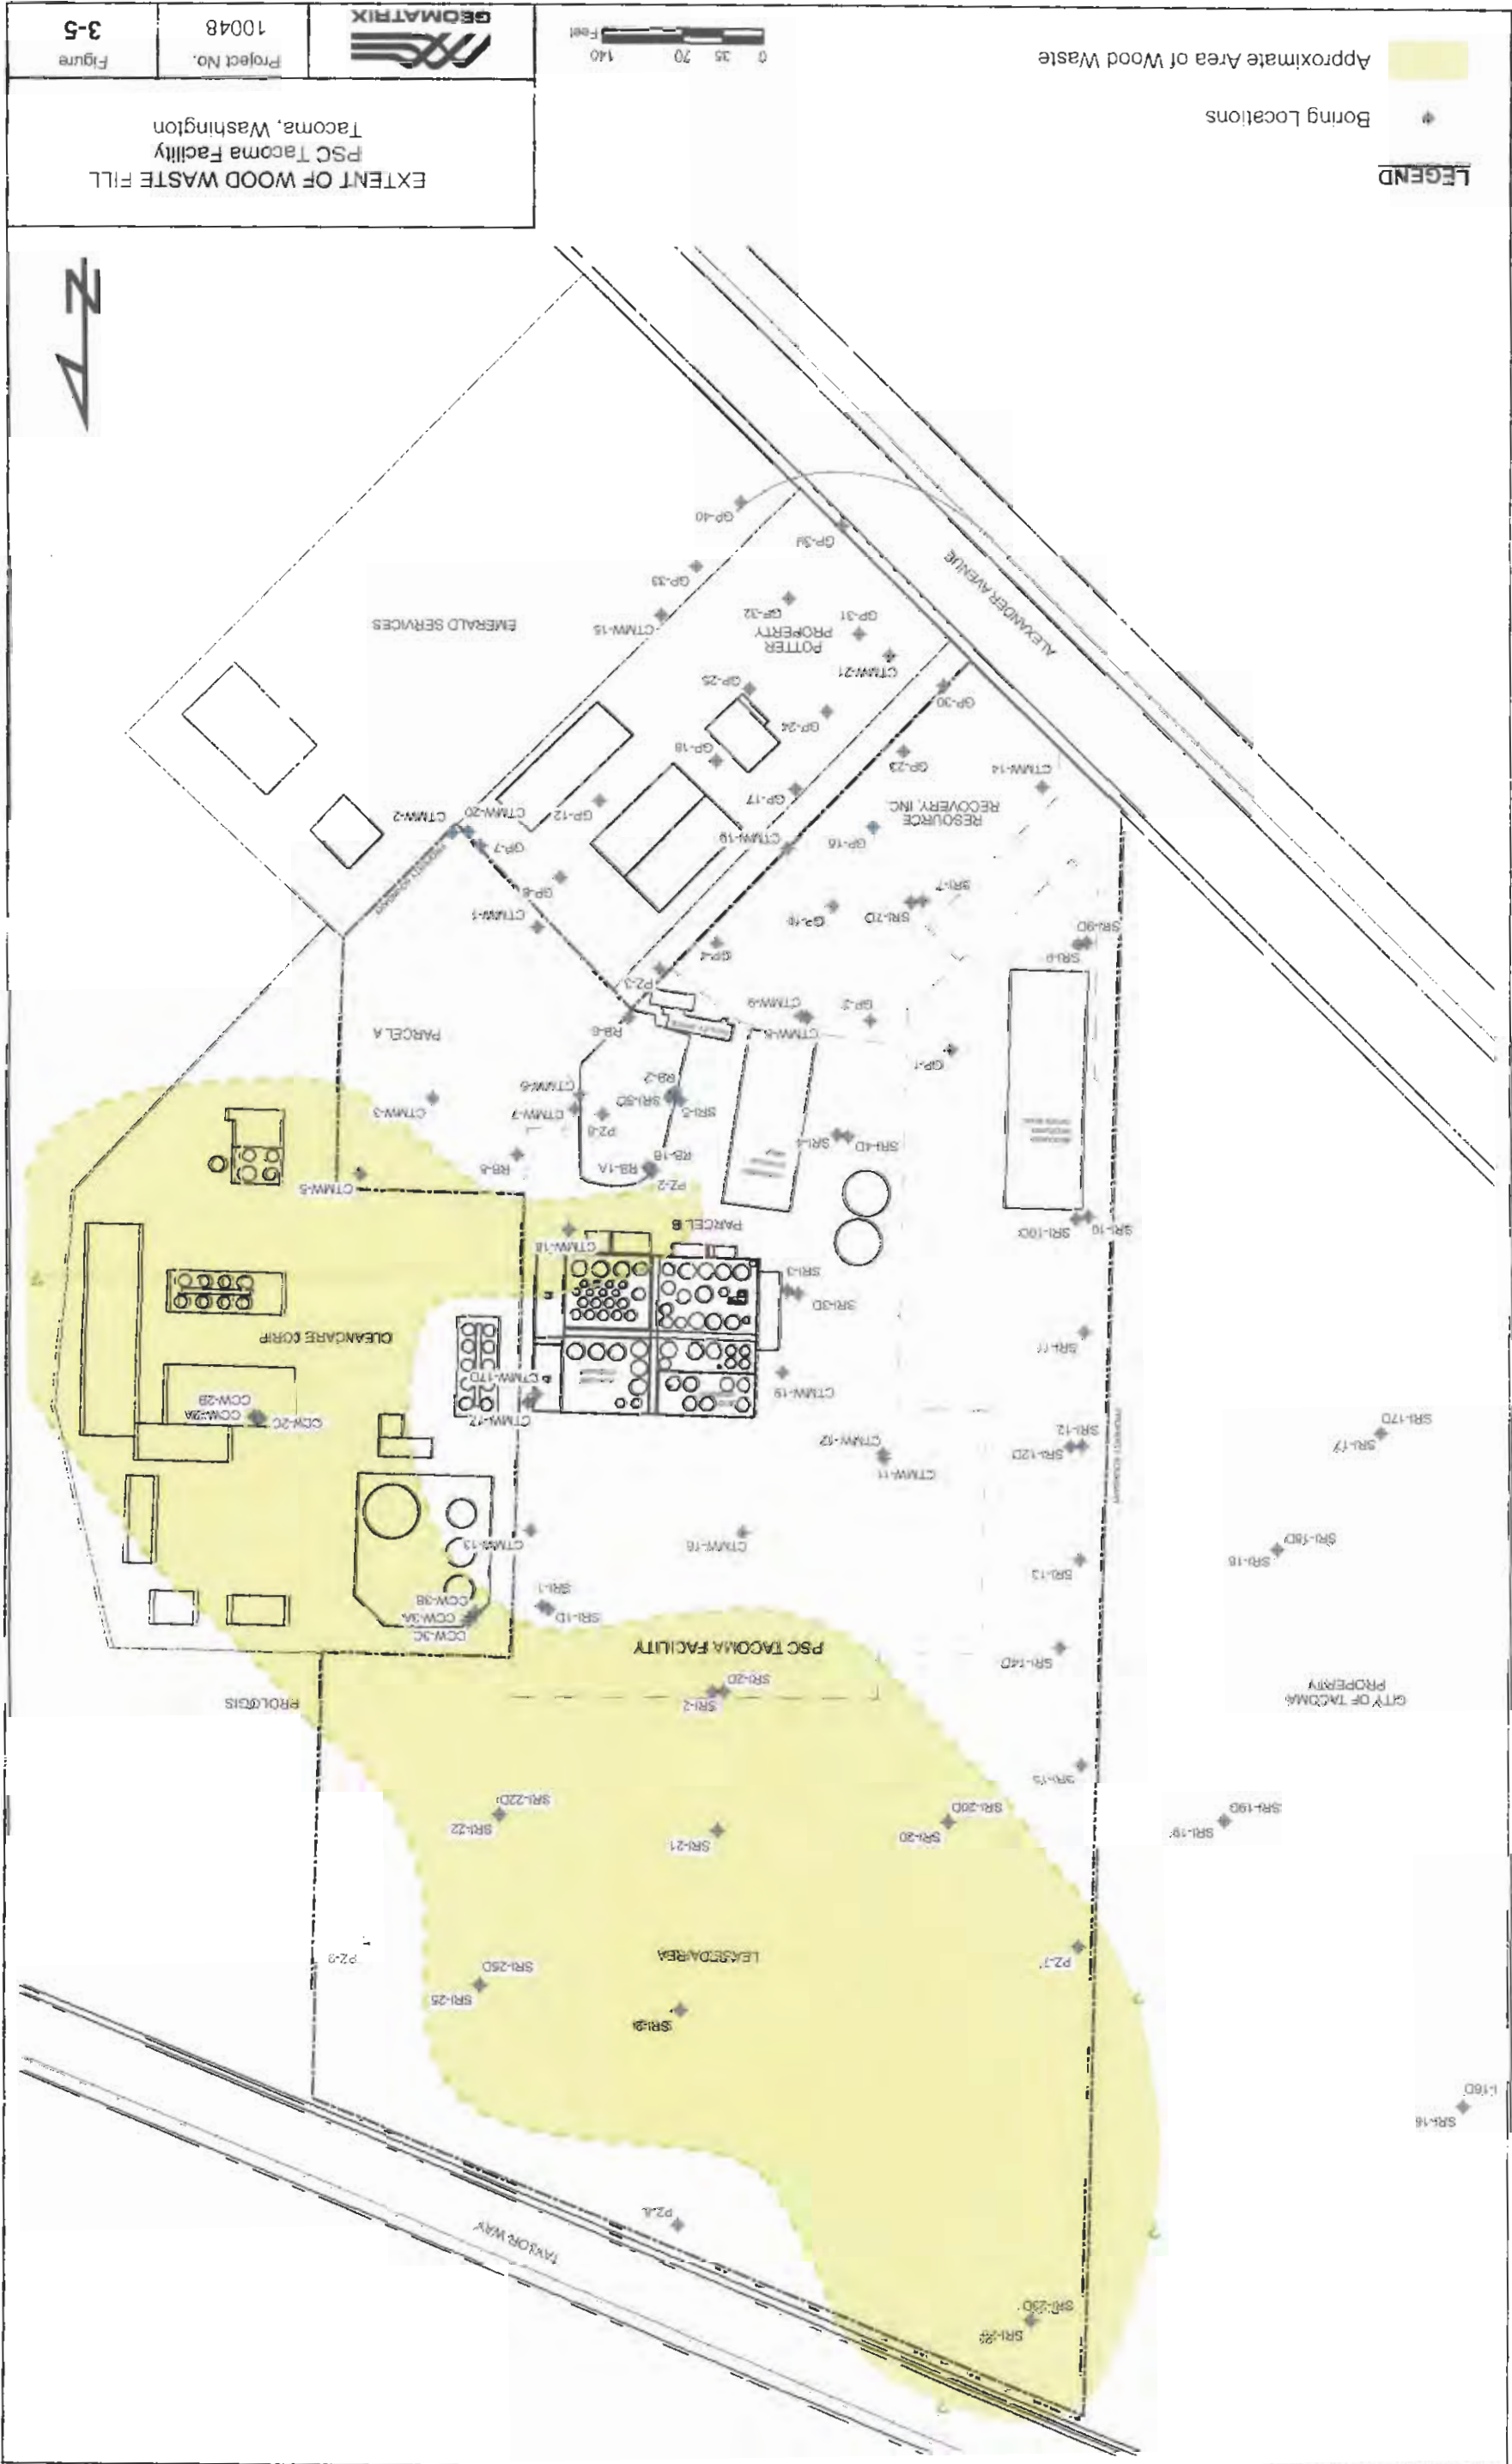 SRI-23D
TAYLOR WAY
PZ-8
SRI-16
SRI-25
SRI-25D
PZ-7
LEASED AREA
PZ-9
SRI-19
SRI-19D
SRI-20
SRI-20D
SRI-21
SRI-22
SRI-22D
SRI-15
CITY OF TACOMA
PROPERTY
PROLOGIS
SRI-2
SRI-2D
SRI-14D
PSC TACOMA FACILITY
CCW-3C
CCW-3A
CCW-3B
SRI-1D
SRI-1
SRI-18
SRI-18D
SRI-13
CTMW-16
CTMW-13
SRI-17
SRI-17D
SRI-12D
SRI-12
PROPERTY BOUNDARY
CTMW-11
CTMW-12
CTMW-17
CTMW-17D
CCW-2C
CCW-2A
CCW-2B
CTMW-19
SRI-11
CLEANCARE CORP
SRI-3D
SRI-3
CTMW-18
SRI-10
SRI-10D
PARCEL B
PZ-2
CTMW-5
RB-1A
RB-1B
RB-5
SRI-4D
SRI-4
PZ-6
SRI-5
SRI-5D
RB-2
CTMW-7
CTMW-6
CTMW-3
GP-1
PARCEL A
RB-6
CTMW-8
CTMW-9
GP-2
PZ-3
SRI-9
SRI-9D
GP-4
CTMW-1
SRI-7D
SRI-7
GP-6
PROPERTY BOUNDARY
GP-7
GP-16
CTMW-19
CTMW-20
CTMW-2
GP-12
RESOURCE
RECOVERY, INC.
GP-17
CTMW-14
GP-23
GP-18
GP-24
GP-30
GP-25
CTMW-21
POTTER
PROPERTY
CTMW-15
EMERALD SERVICES
GP-31
GP-32
ALEXANDER AVENUE
GP-33
GP-39
GP-40
N
LEGEND
Boring Locations
Approximate Area of Wood Waste
0 35 70 140
Feet
EXTENT OF WOOD WASTE FILL
PSC Tacoma Facility
Tacoma, Washington
GEOMATRIX
Project No.
10048
Figure
3-5